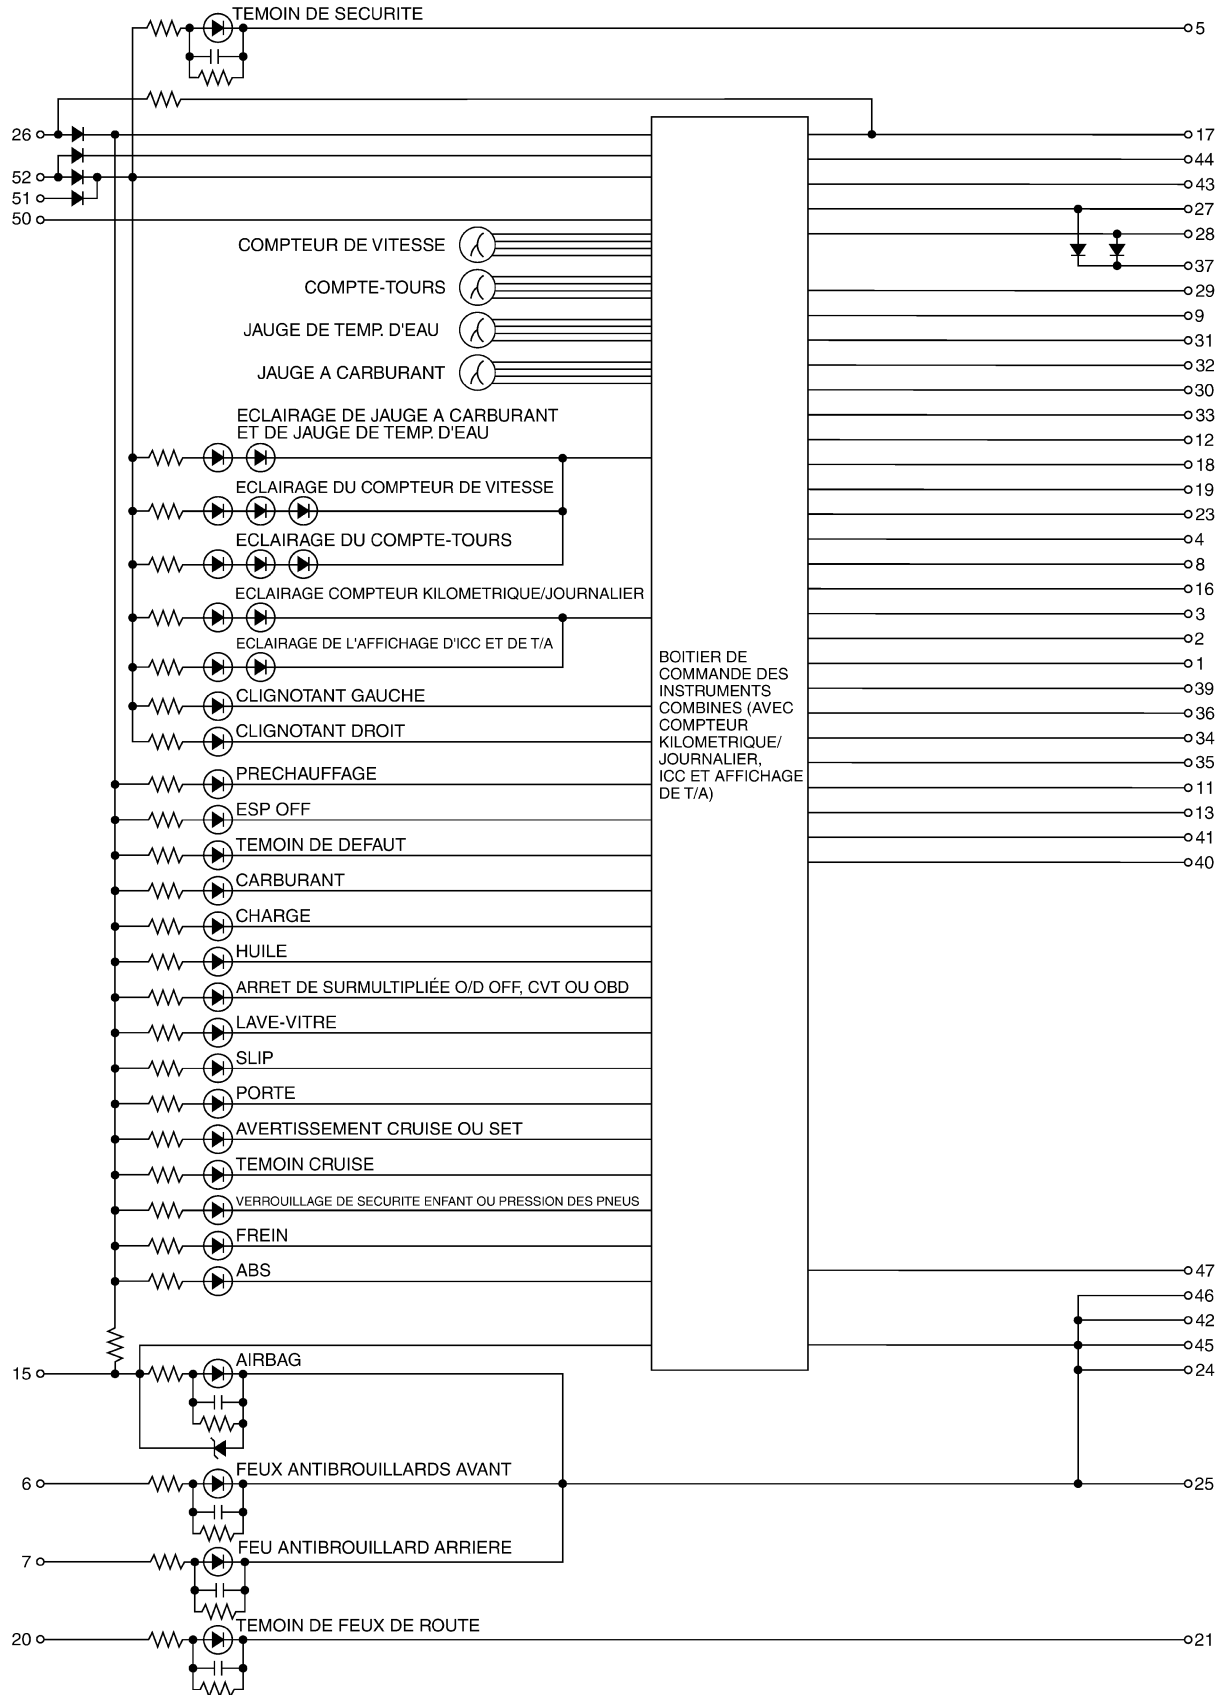 TEMOIN DE SECURITE
5
26
17
44
52
43
51
27
50
28
COMPTEUR DE VITESSE
37
COMPTE-TOURS
29
9
JAUGE DE TEMP. D'EAU
31
32
JAUGE A CARBURANT
30
ECLAIRAGE DE JAUGE A CARBURANT
ET DE JAUGE DE TEMP. D'EAU
33
12
18
ECLAIRAGE DU COMPTEUR DE VITESSE
19
23
ECLAIRAGE DU COMPTE-TOURS
4
8
ECLAIRAGE COMPTEUR KILOMETRIQUE/JOURNALIER
16
3
ECLAIRAGE DE L'AFFICHAGE D'ICC ET DE T/A
2
BOITIER DE
COMMANDE DES
INSTRUMENTS
COMBINES (AVEC
COMPTEUR
KILOMETRIQUE/
JOURNALIER,
ICC ET AFFICHAGE
DE T/A)
1
39
CLIGNOTANT GAUCHE
36
CLIGNOTANT DROIT
34
35
PRECHAUFFAGE
11
ESP OFF
13
TEMOIN DE DEFAUT
41
40
CARBURANT
CHARGE
HUILE
ARRET DE SURMULTIPLIÉE O/D OFF, CVT OU OBD
LAVE-VITRE
SLIP
PORTE
AVERTISSEMENT CRUISE OU SET
TEMOIN CRUISE
VERROUILLAGE DE SECURITE ENFANT OU PRESSION DES PNEUS
FREIN
ABS
47
46
42
45
AIRBAG
15
24
FEUX ANTIBROUILLARDS AVANT
6
25
FEU ANTIBROUILLARD ARRIERE
7
TEMOIN DE FEUX DE ROUTE
20
21